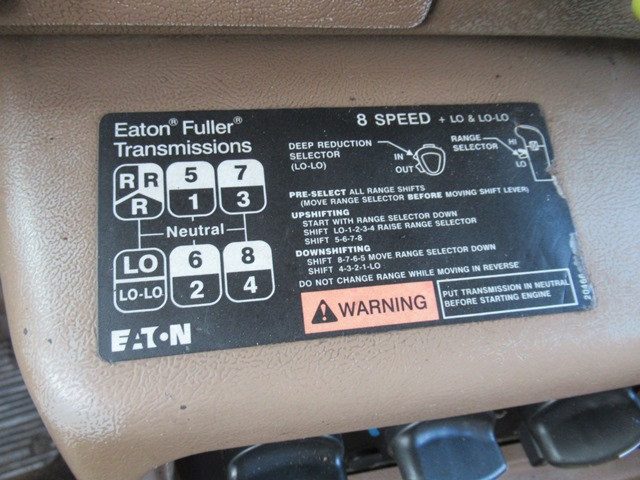 Eaton® Fuller®
Transmissions
8 SPEED + LO & LO-LO
DEEP REDUCTION
SELECTOR
(LO-LO)
IN
OUT
RANGE
SELECTOR
HI
LO
R R
R
5
1
7
3
Neutral
LO
LO-LO
6
2
8
4
PRE-SELECT ALL RANGE SHIFTS
(MOVE RANGE SELECTOR BEFORE MOVING SHIFT LEVER)
UPSHIFTING
START WITH RANGE SELECTOR DOWN
SHIFT LO-1-2-3-4 RAISE RANGE SELECTOR
SHIFT 5-6-7-8
DOWNSHIFTING
SHIFT 8-7-6-5 MOVE RANGE SELECTOR DOWN
SHIFT 4-3-2-1-LO
DO NOT CHANGE RANGE WHILE MOVING IN REVERSE
WARNING
PUT TRANSMISSION IN NEUTRAL
BEFORE STARTING ENGINE
EATON